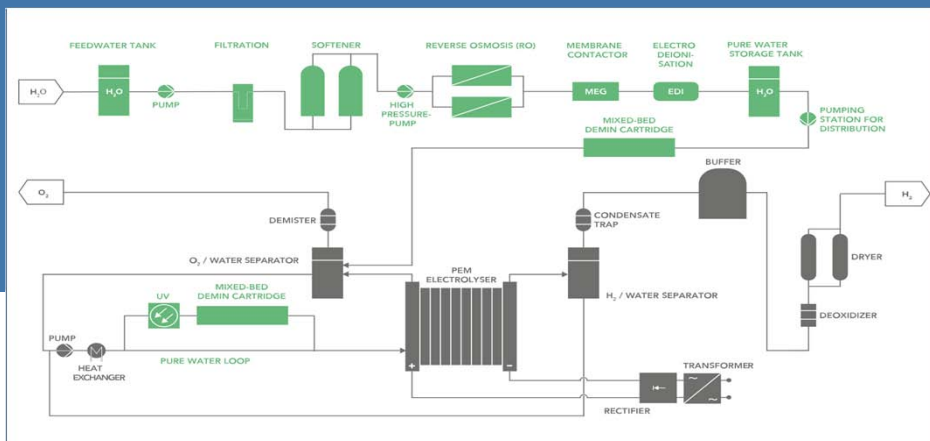 FEEDWATER TANK
FILTRATION
SOFTENER
REVERSE OSMOSIS (RO)
MEMBRANE
CONTACTOR
ELECTRO
DEIONI-
SATION
PURE WATER
STORAGE TANK
H₂O
H₂O
PUMP
HIGH
PRESSURE-
PUMP
MEG
EDI
H₂O
PUMPING
STATION FOR
DISTRIBUTION
MIXED-BED
DEMIN CARTRIDGE
BUFFER
O₂
H₂
DEMISTER
CONDENSATE
TRAP
DRYER
O₂ / WATER SEPARATOR
PEM
ELECTROLYSER
H₂ / WATER SEPARATOR
MIXED-BED
DEMIN CARTRIDGE
UV
DEOXIDIZER
PUMP
HEAT
EXCHANGER
PURE WATER LOOP
+
−
TRANSFORMER
RECTIFIER